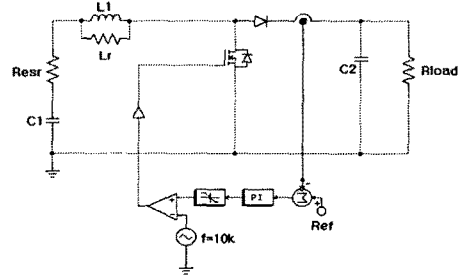 L1
Lr
Resr
C1
C2
Rload
PI
Ref
f=10k